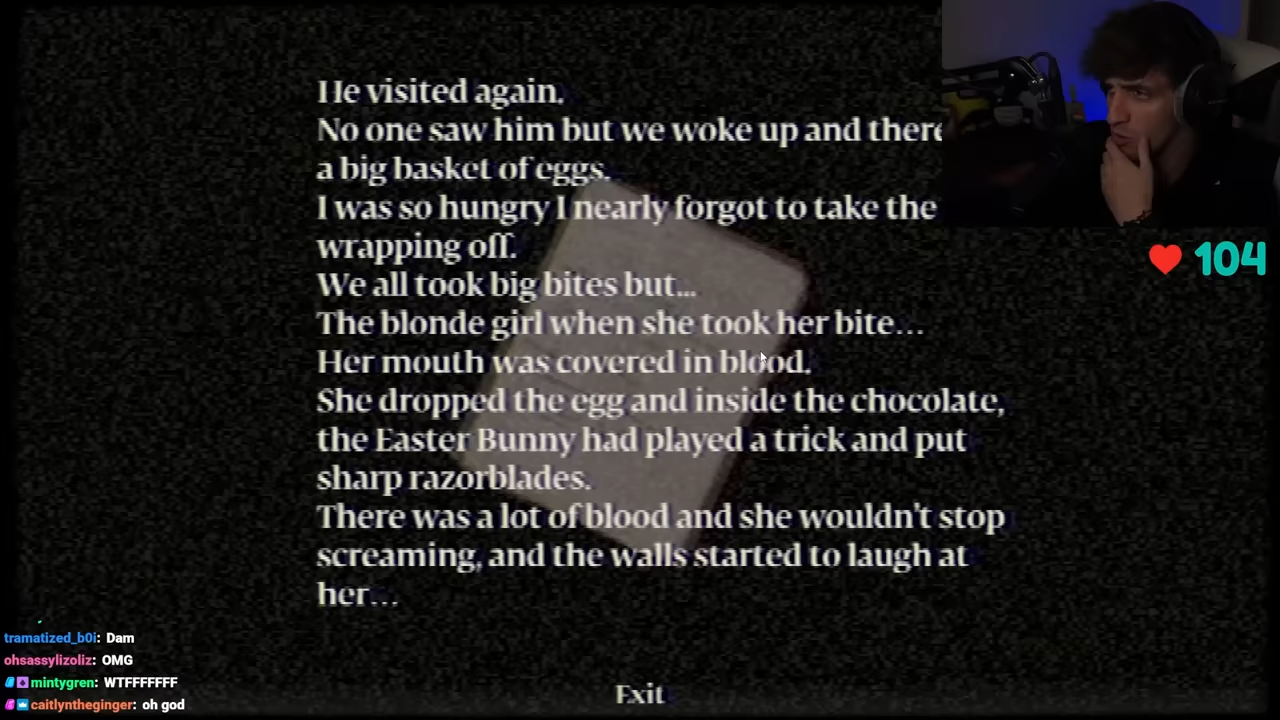 He visited again.
No one saw him but we woke up and there
a big basket of eggs.
I was so hungry I nearly forgot to take the
wrapping off.
We all took big bites but...
The blonde girl when she took her bite…
Her mouth was covered in blood.
She dropped the egg and inside the chocolate,
the Easter Bunny had played a trick and put
sharp razorblades.
There was a lot of blood and she wouldn't stop
screaming, and the walls started to laugh at
her…
104
tramatized_b0i: Dam
ohsassylizoliz: OMG
mintygren: WTFFFFFFF
caitlyntheginger: oh god
Exit